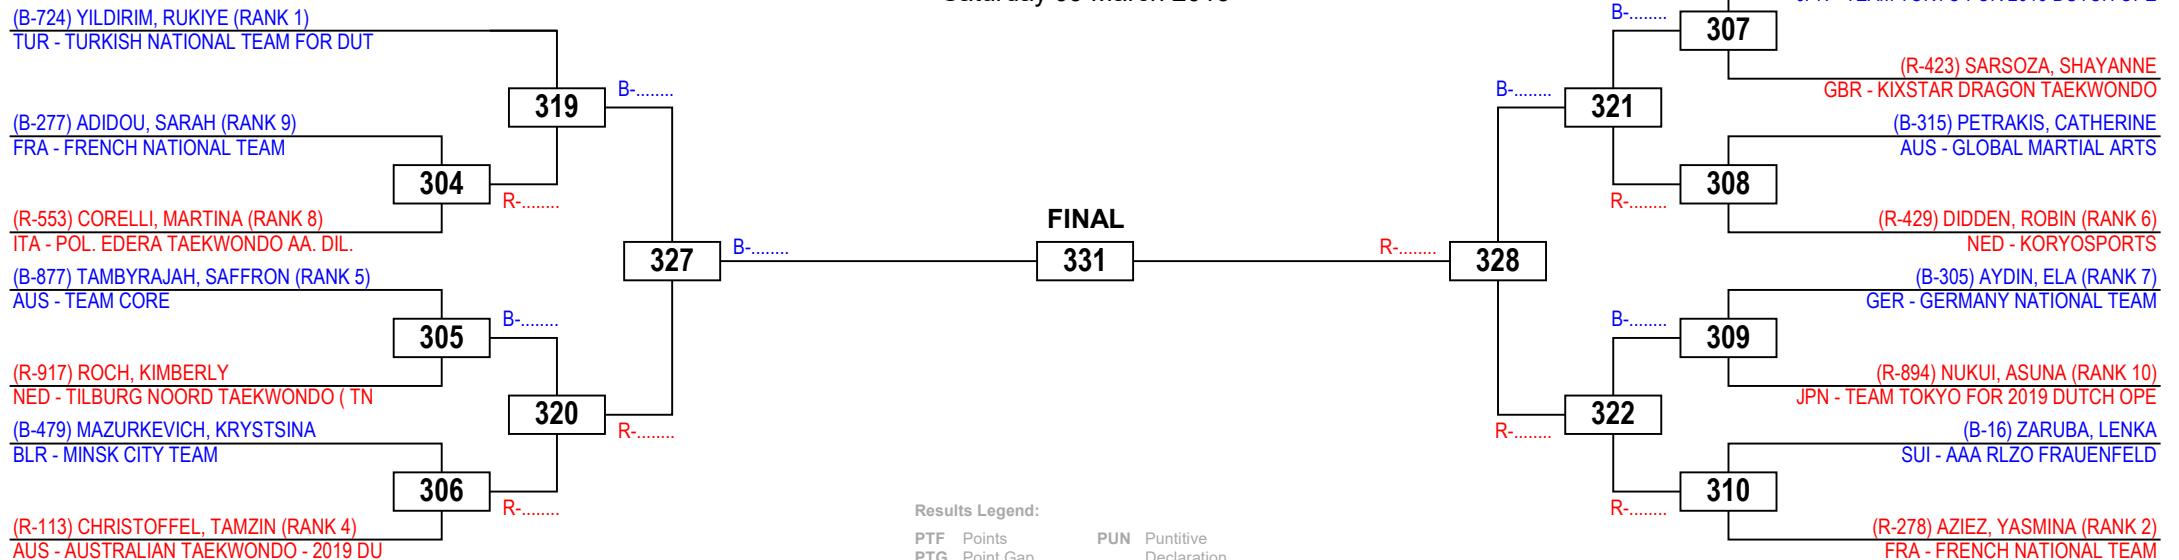 (B-724) YILDIRIM, RUKIYE (RANK 1)
TUR - TURKISH NATIONAL TEAM FOR DUT
319
B-........
(B-277) ADIDOU, SARAH (RANK 9)
FRA - FRENCH NATIONAL TEAM
304
R-........
(R-553) CORELLI, MARTINA (RANK 8)
ITA - POL. EDERA TAEKWONDO AA. DIL.
327
B-........
(B-877) TAMBYRAJAH, SAFFRON (RANK 5)
AUS - TEAM CORE
305
B-........
(R-917) ROCH, KIMBERLY
NED - TILBURG NOORD TAEKWONDO ( TN
320
R-........
(B-479) MAZURKEVICH, KRYSTSINA
BLR - MINSK CITY TEAM
306
R-........
(R-113) CHRISTOFFEL, TAMZIN (RANK 4)
AUS - AUSTRALIAN TAEKWONDO - 2019 DU
FINAL
331
B-........
307
(R-423) SARSOZA, SHAYANNE
GBR - KIXSTAR DRAGON TAEKWONDO
B-........
321
(B-315) PETRAKIS, CATHERINE
AUS - GLOBAL MARTIAL ARTS
308
R-........
(R-429) DIDDEN, ROBIN (RANK 6)
NED - KORYOSPORTS
R-........
328
(B-305) AYDIN, ELA (RANK 7)
GER - GERMANY NATIONAL TEAM
B-........
309
(R-894) NUKUI, ASUNA (RANK 10)
JPN - TEAM TOKYO FOR 2019 DUTCH OPE
R-........
322
(B-16) ZARUBA, LENKA
SUI - AAA RLZO FRAUENFELD
310
R-........
(R-278) AZIEZ, YASMINA (RANK 2)
FRA - FRENCH NATIONAL TEAM
Results Legend:
PTF Points
PUN Puntitive
PTG Point Gap
Declaration